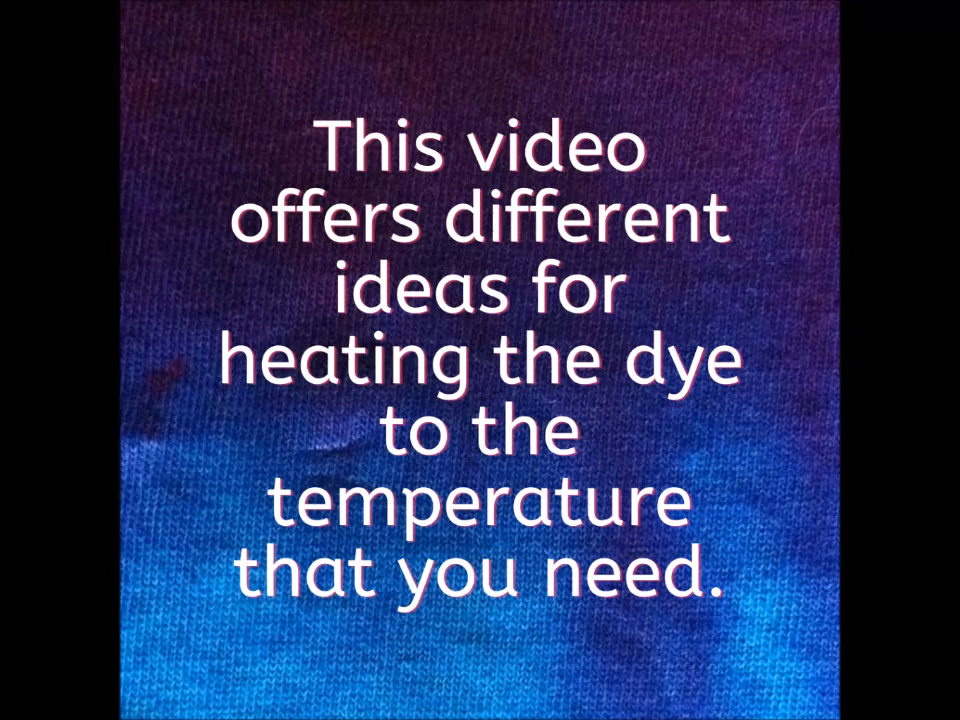 This video
offers different
ideas for
heating the dye
to the
temperature
that you need.